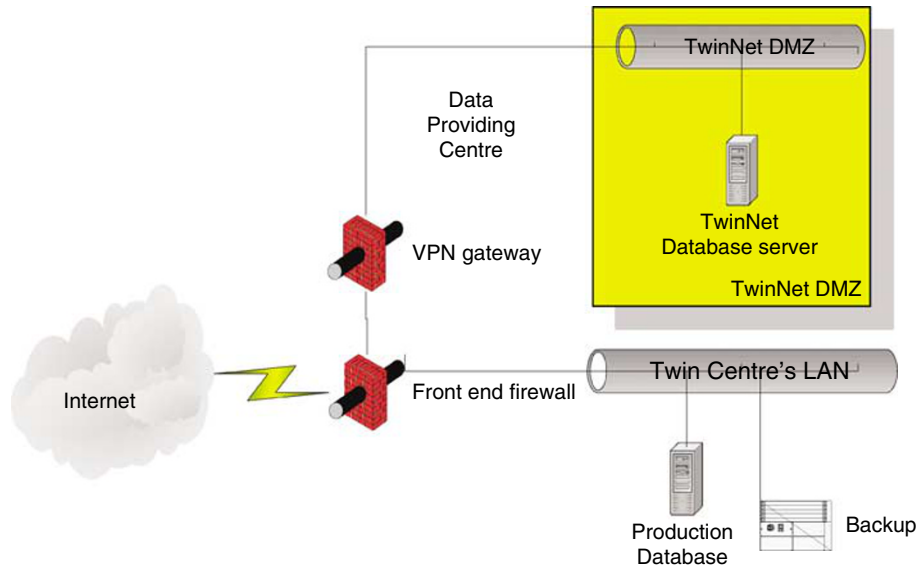 TwinNet DMZ
Data
Providing
Centre
TwinNet
Database server
VPN gateway
TwinNet DMZ
Internet
Front end firewall
Twin Centre's LAN
Production
Database
Backup